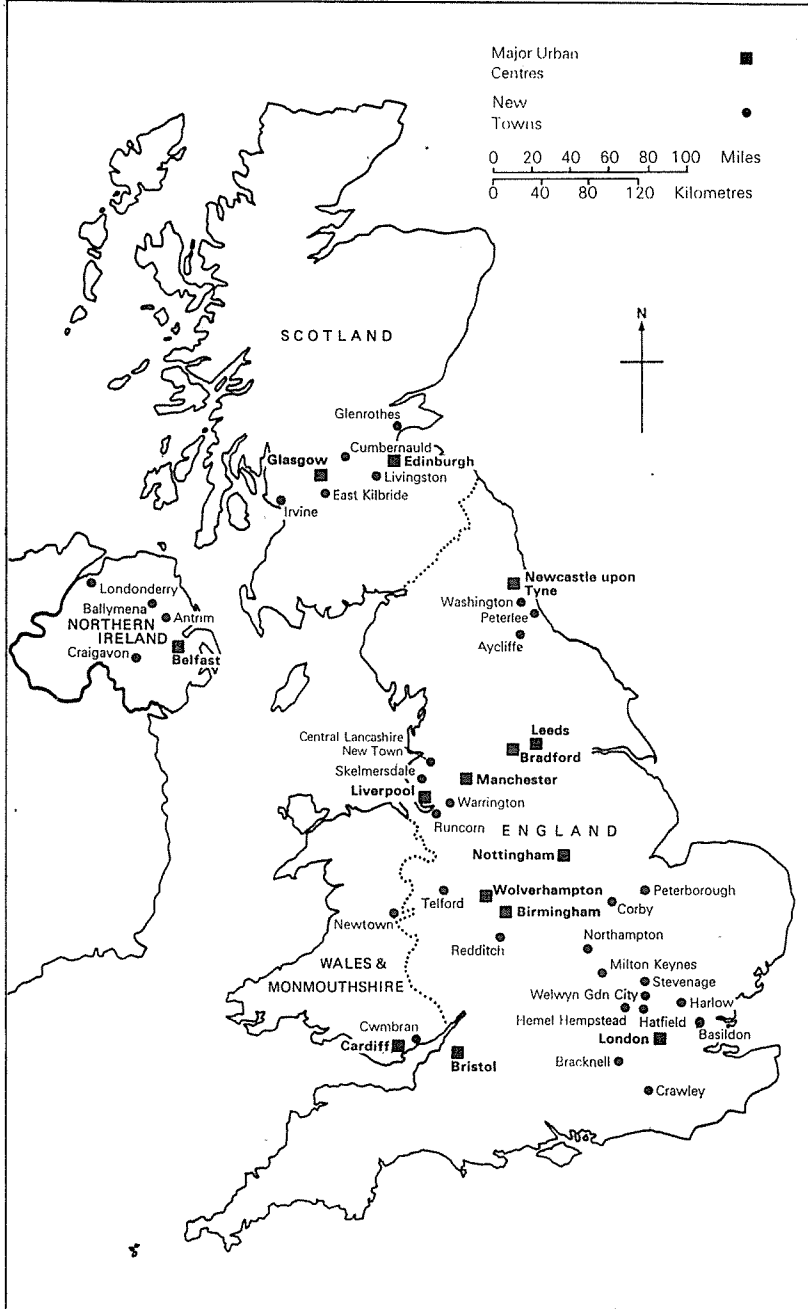 Major Urban
Centres
New
Towns
0 20 40 60 80 100 Miles
0 40 80 120 Kilometres
N
SCOTLAND
Glenrothes
Cumbernauld
Glasgow
Edinburgh
Livingston
East Kilbride
Irvine
Newcastle upon
Tyne
Londonderry
Washington
Ballymena
Peterlee
Antrim
NORTHERN
IRELAND
Aycliffe
Craigavon
Belfast
Leeds
Central Lancashire
New Town
Bradford
Skelmersdale
Manchester
Liverpool
Warrington
Runcorn
ENGLAND
Nottingham
Wolverhampton
Peterborough
Telford
Corby
Birmingham
Newtown
Northampton
Redditch
WALES &
MONMOUTHSHIRE
Milton Keynes
Stevenage
Welwyn Gdn City
Harlow
Hemel Hempstead
Hatfield
Cwmbran
Basildon
Cardiff
London
Bristol
Bracknell
Crawley